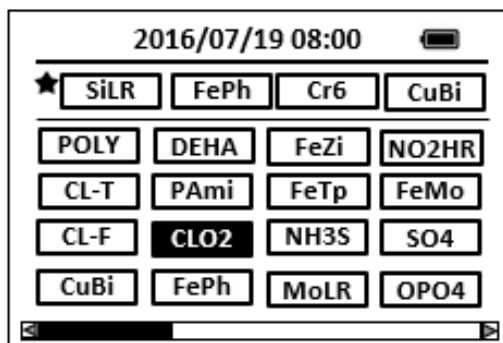 2016/07/19 08:00
SiLR FePh Cr6 CuBi
POLY DEHA FeZi NO2HR
CL-T PAmi FeTp FeMo
CL-F CLO2 NH3S SO4
CuBi FePh MoLR OPO4